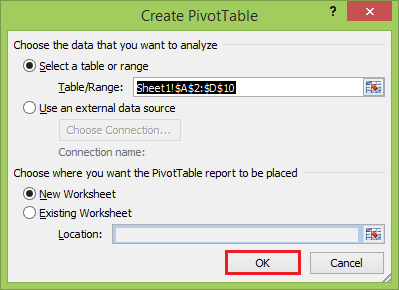 Create PivotTable ? ×
Choose the data that you want to analyze
Select a table or range
Table/Range: Sheet1!$A$2:$D$10
Use an external data source
Choose Connection...
Connection name:
Choose where you want the PivotTable report to be placed
New Worksheet
Existing Worksheet
Location:
OK Cancel